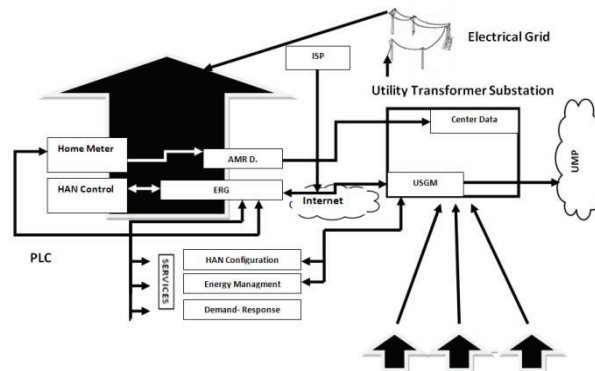 Electrical Grid
ISP
Utility Transformer Substation
Center Data
Home Meter
AMR D.
UMP
HAN Control
ERG
USGM
Internet
PLC
SERVICES
HAN Configuration
Energy Managment
Demand- Response
...